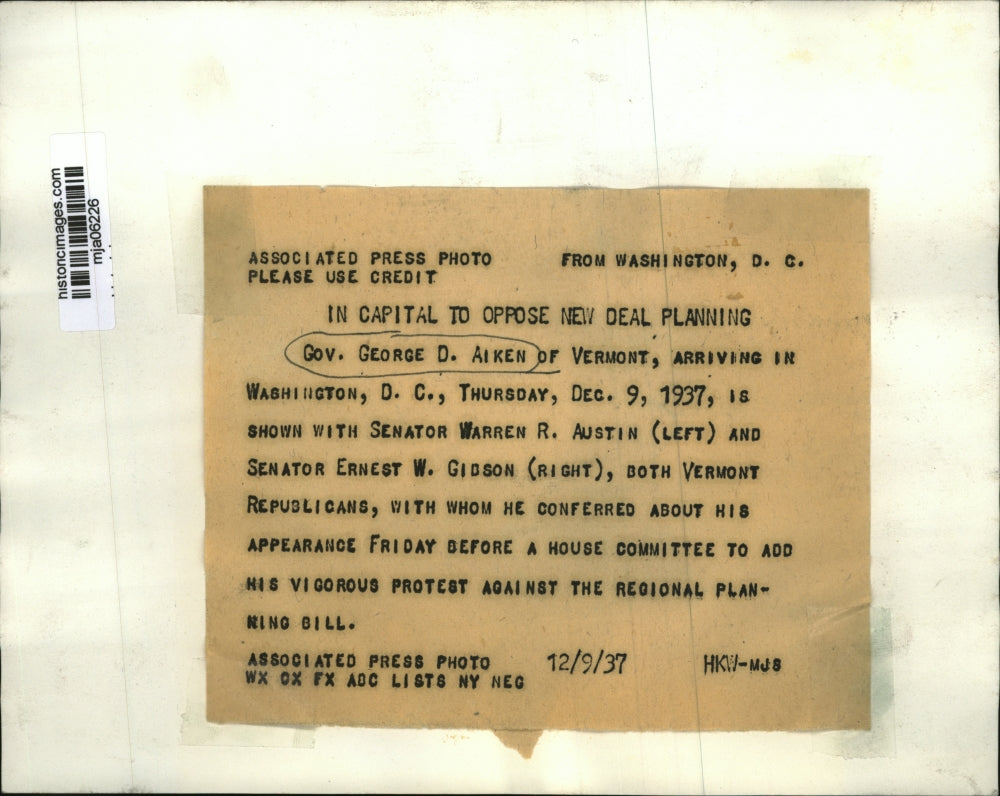 historicimages.com
mja06226
ASSOCIATED PRESS PHOTO FROM WASHINGTON, D. C.
PLEASE USE CREDIT
IN CAPITAL TO OPPOSE NEW DEAL PLANNING
GOV. GEORGE D. AIKEN OF VERMONT, ARRIVING IN
WASHINGTON, D. C., THURSDAY, DEC. 9, 1937, IS
SHOWN WITH SENATOR WARREN R. AUSTIN (LEFT) AND
SENATOR ERNEST W. GIBSON (RIGHT), BOTH VERMONT
REPUBLICANS, WITH WHOM HE CONFERRED ABOUT HIS
APPEARANCE FRIDAY BEFORE A HOUSE COMMITTEE TO ADD
HIS VIGOROUS PROTEST AGAINST THE REGIONAL PLAN-
NING BILL.
ASSOCIATED PRESS PHOTO 12/9/37 HKW-MJS
WX CX FX ADC LISTS NY NEG